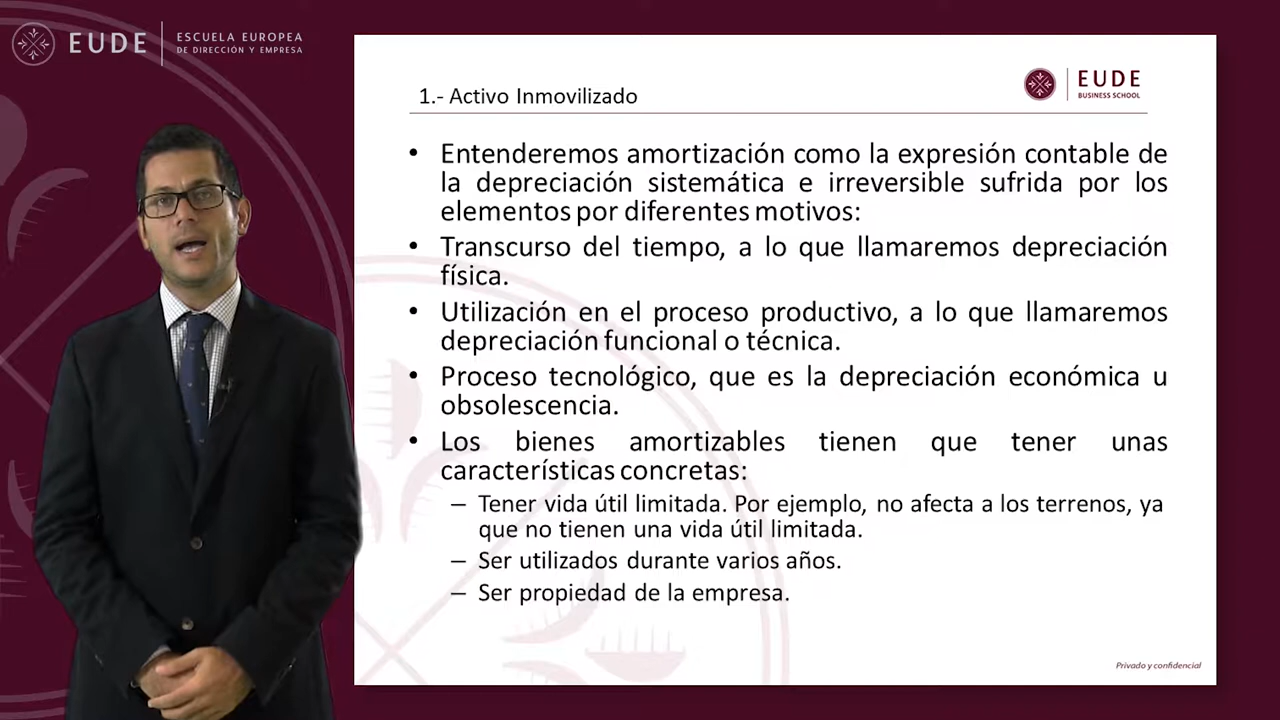 EUDE
ESCUELA EUROPEA
DE DIRECCIÓN Y EMPRESA
1.- Activo Inmovilizado
EUDE
BUSINESS SCHOOL
• Entenderemos amortización como la expresión contable de
la depreciación sistemática e irreversible sufrida por los
elementos por diferentes motivos:
• Transcurso del tiempo, a lo que llamaremos depreciación
física.
• Utilización en el proceso productivo, a lo que llamaremos
depreciación funcional o técnica.
• Proceso tecnológico, que es la depreciación económica u
obsolescencia.
• Los bienes amortizables tienen que tener unas
características concretas:
– Tener vida útil limitada. Por ejemplo, no afecta a los terrenos, ya
que no tienen una vida útil limitada.
– Ser utilizados durante varios años.
– Ser propiedad de la empresa.
Privado y confidencial